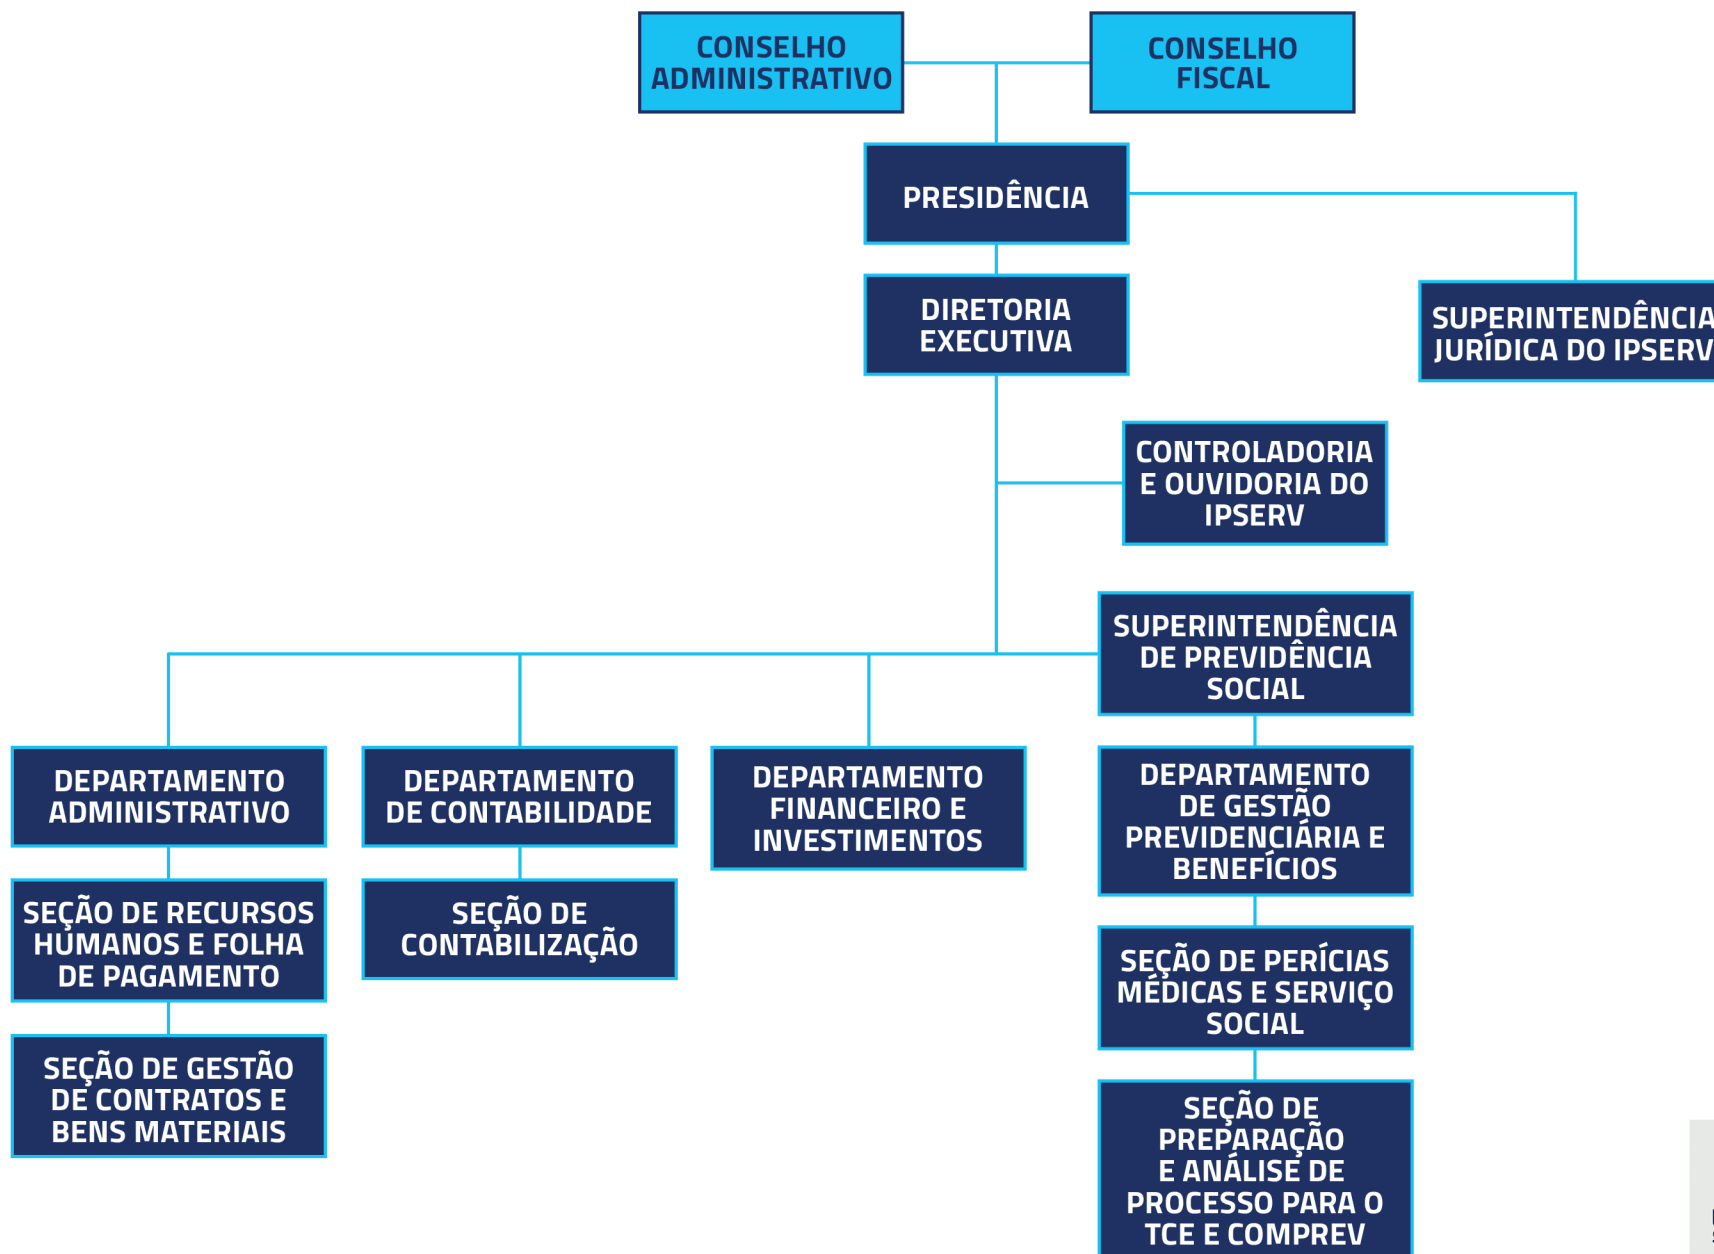 CONSELHO
ADMINISTRATIVO
CONSELHO
FISCAL
PRESIDÊNCIA
DIRETORIA
EXECUTIVA
SUPERINTENDÊNCIA
JURÍDICA DO IPSERV
CONTROLADORIA
E OUVIDORIA DO
IPSERV
SUPERINTENDÊNCIA
DE PREVIDÊNCIA
SOCIAL
DEPARTAMENTO
ADMINISTRATIVO
DEPARTAMENTO
DE CONTABILIDADE
DEPARTAMENTO
FINANCEIRO E
INVESTIMENTOS
DEPARTAMENTO
DE GESTÃO
PREVIDENCIÁRIA E
BENEFÍCIOS
SEÇÃO DE RECURSOS
HUMANOS E FOLHA
DE PAGAMENTO
SEÇÃO DE
CONTABILIZAÇÃO
SEÇÃO DE PERÍCIAS
MÉDICAS E SERVIÇO
SOCIAL
SEÇÃO DE GESTÃO
DE CONTRATOS E
BENS MATERIAIS
SEÇÃO DE
PREPARAÇÃO
E ANÁLISE DE
PROCESSO PARA O
TCE E COMPREV